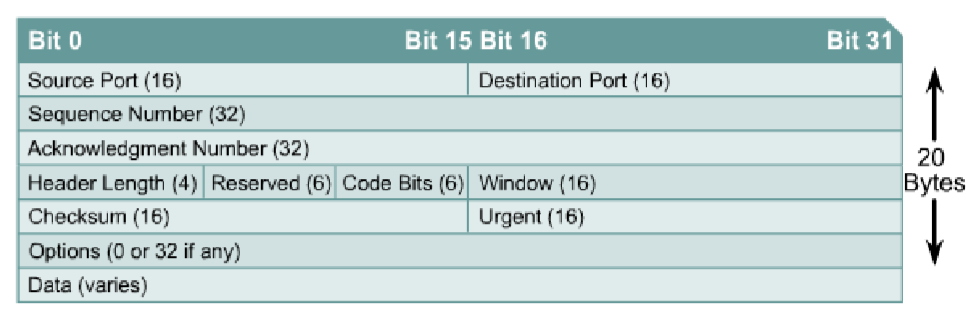 Bit 0 Bit 15 Bit 16 Bit 31
Source Port (16) Destination Port (16)
Sequence Number (32)
Acknowledgment Number (32)
Header Length (4) Reserved (6) Code Bits (6) Window (16)
Checksum (16) Urgent (16)
Options (0 or 32 if any)
Data (varies)
20
Bytes